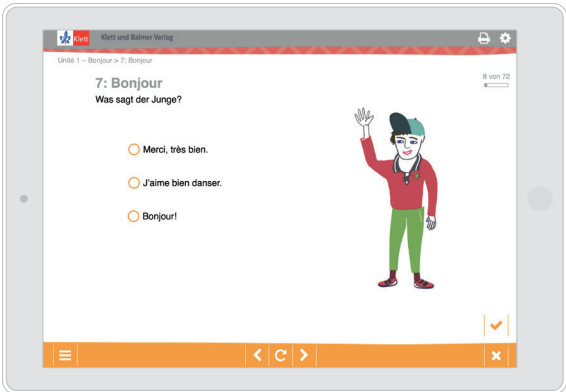 Klett
Klett und Balmer Verlag
Unité 1 – Bonjour > 7: Bonjour
8 von 72
7: Bonjour
Was sagt der Junge?
Merci, très bien.
J'aime bien danser.
Bonjour!